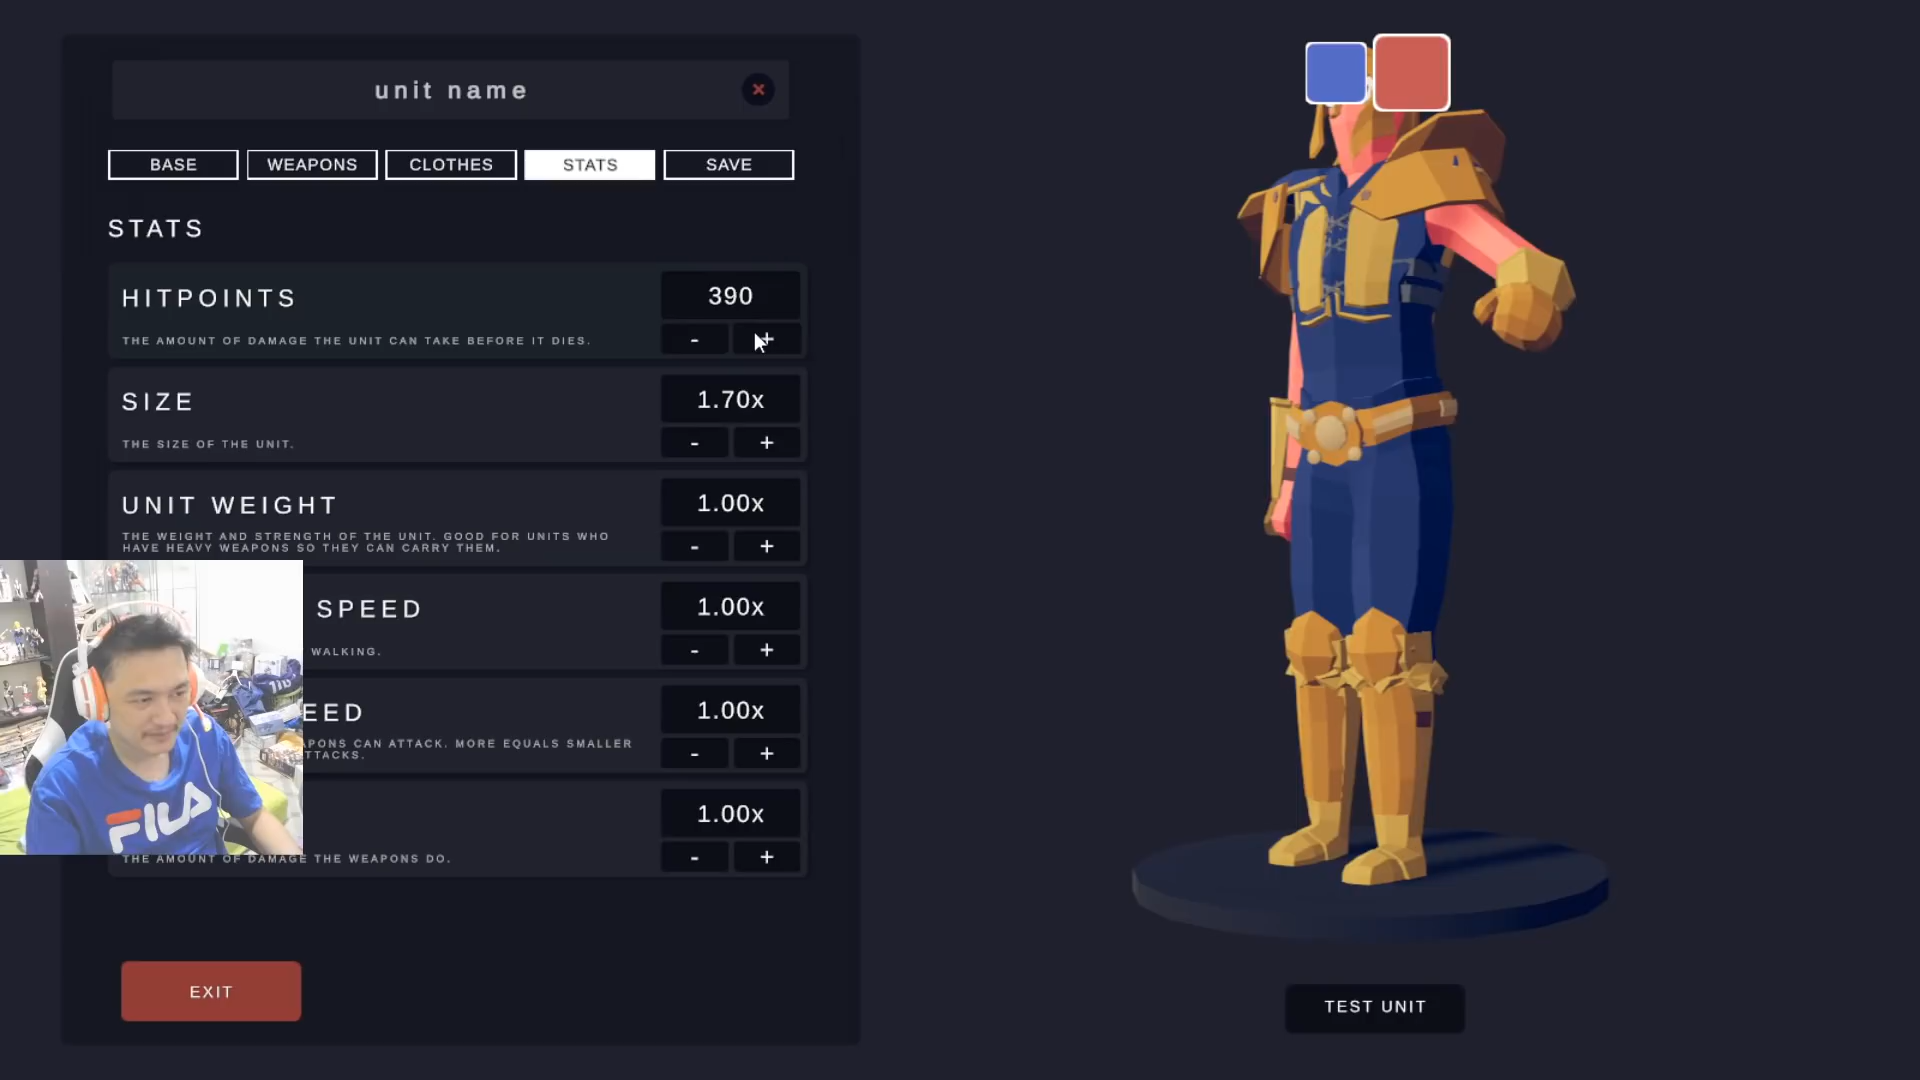 unit name
BASE
WEAPONS
CLOTHES
STATS
SAVE
STATS
HITPOINTS
390
THE AMOUNT OF DAMAGE THE UNIT CAN TAKE BEFORE IT DIES.
-
+
SIZE
1.70x
THE SIZE OF THE UNIT.
-
+
UNIT WEIGHT
1.00x
THE WEIGHT AND STRENGTH OF THE UNIT. GOOD FOR UNITS WHO
HAVE HEAVY WEAPONS SO THEY CAN CARRY THEM.
-
+
SPEED
1.00x
WALKING.
-
+
EED
1.00x
PONS CAN ATTACK. MORE EQUALS SMALLER
TTACKS.
-
+
1.00x
THE AMOUNT OF DAMAGE THE WEAPONS DO.
-
+
FILA
EXIT
TEST UNIT